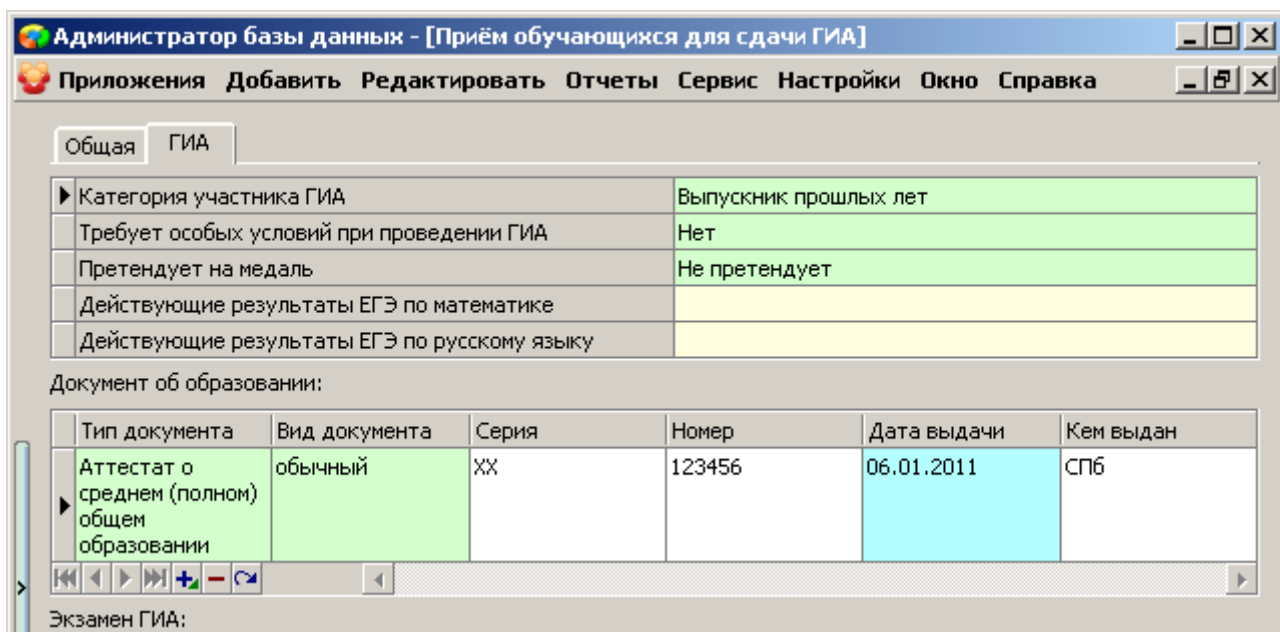 Администратор базы данных - [Приём обучающихся для сдачи ГИА]
Приложения Добавить Редактировать Отчеты Сервис Настройки Окно Справка
Общая ГИА
Категория участника ГИА Выпускник прошлых лет
Требует особых условий при проведении ГИА Нет
Претендует на медаль Не претендует
Действующие результаты ЕГЭ по математике
Действующие результаты ЕГЭ по русскому языку
Документ об образовании:
Тип документа Вид документа Серия Номер Дата выдачи Кем выдан
Аттестат о обычный XX 123456 06.01.2011 СПб
среднем (полном)
общем
образовании
Экзамен ГИА: